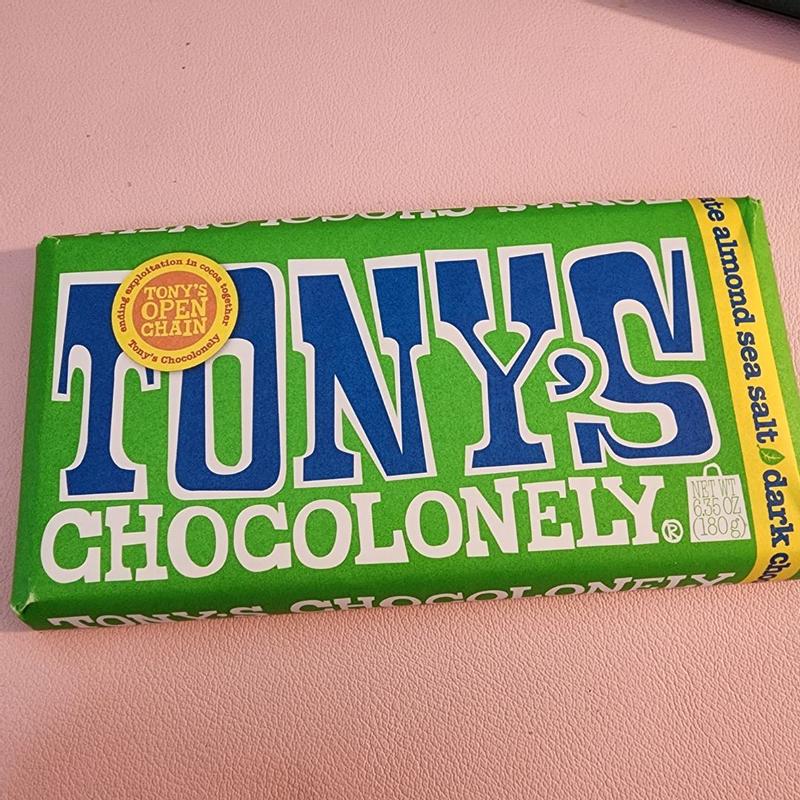 TONY'S
CHOCOLONELY®
ending exploitation in cocoa together
TONY'S
OPEN
CHAIN
Tony's Chocolonely
NET WT
6.35 OZ
(180g)
almond sea salt dark
TONY'S CHOCOLONELY